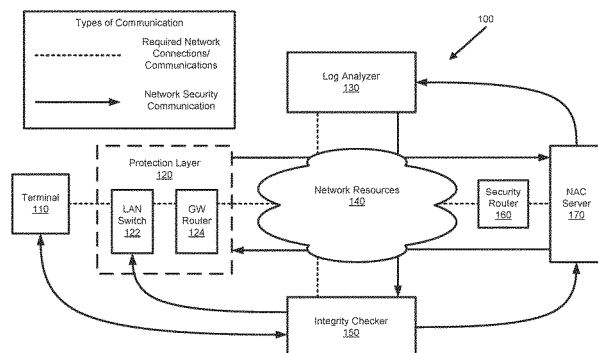 Types of Communication
Required Network
Connections/
Communications
Network Security
Communication
100
Log Analyzer
130
Protection Layer
120
Terminal
110
LAN
Switch
122
GW
Router
124
Network Resources
140
Security
Router
160
NAC
Server
170
Integrity Checker
150